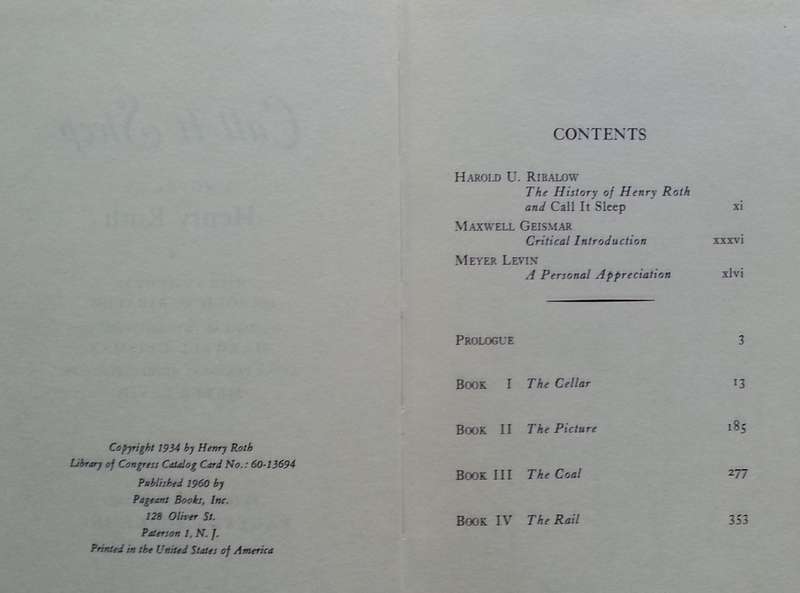 Copyright 1934 by Henry Roth
Library of Congress Catalog Card No.: 60-13694
Published 1960 by
Pageant Books, Inc.
128 Oliver St.
Paterson 1, N. J.
Printed in the United States of America
CONTENTS
HAROLD U. RIBALOW
The History of Henry Roth
and Call It Sleep xi
MAXWELL GEISMAR
Critical Introduction xxxvi
MEYER LEVIN
A Personal Appreciation xlvi
PROLOGUE 3
BOOK I The Cellar 13
BOOK II The Picture 185
BOOK III The Coal 277
BOOK IV The Rail 353